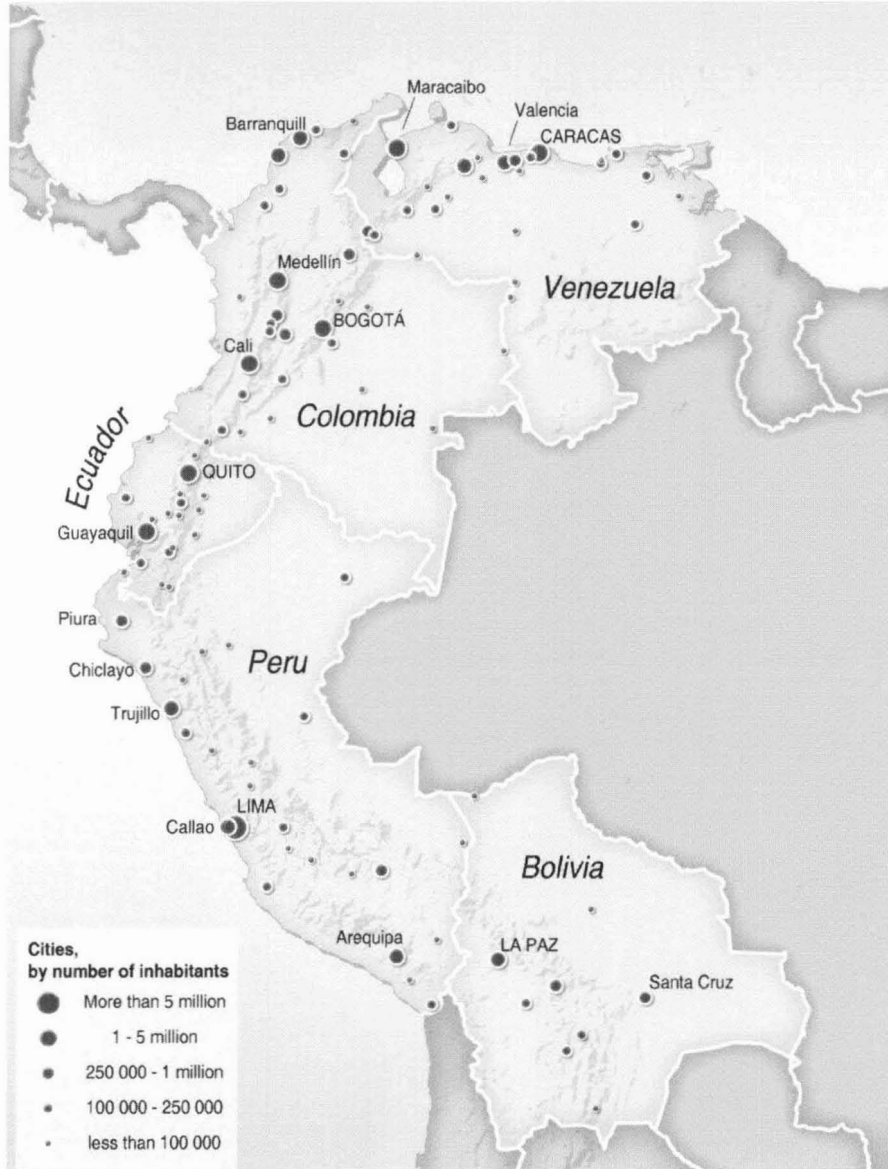 Maracaibo
Valencia
Barranquill
CARACAS
Medellín
Venezuela
BOGOTÁ
Cali
Colombia
Ecuador
QUITO
Guayaquil
Piura
Peru
Chiclayo
Trujillo
LIMA
Callao
Bolivia
Arequipa
LA PAZ
Santa Cruz
Cities,
by number of inhabitants
More than 5 million
1 - 5 million
250 000 - 1 million
100 000 - 250 000
less than 100 000